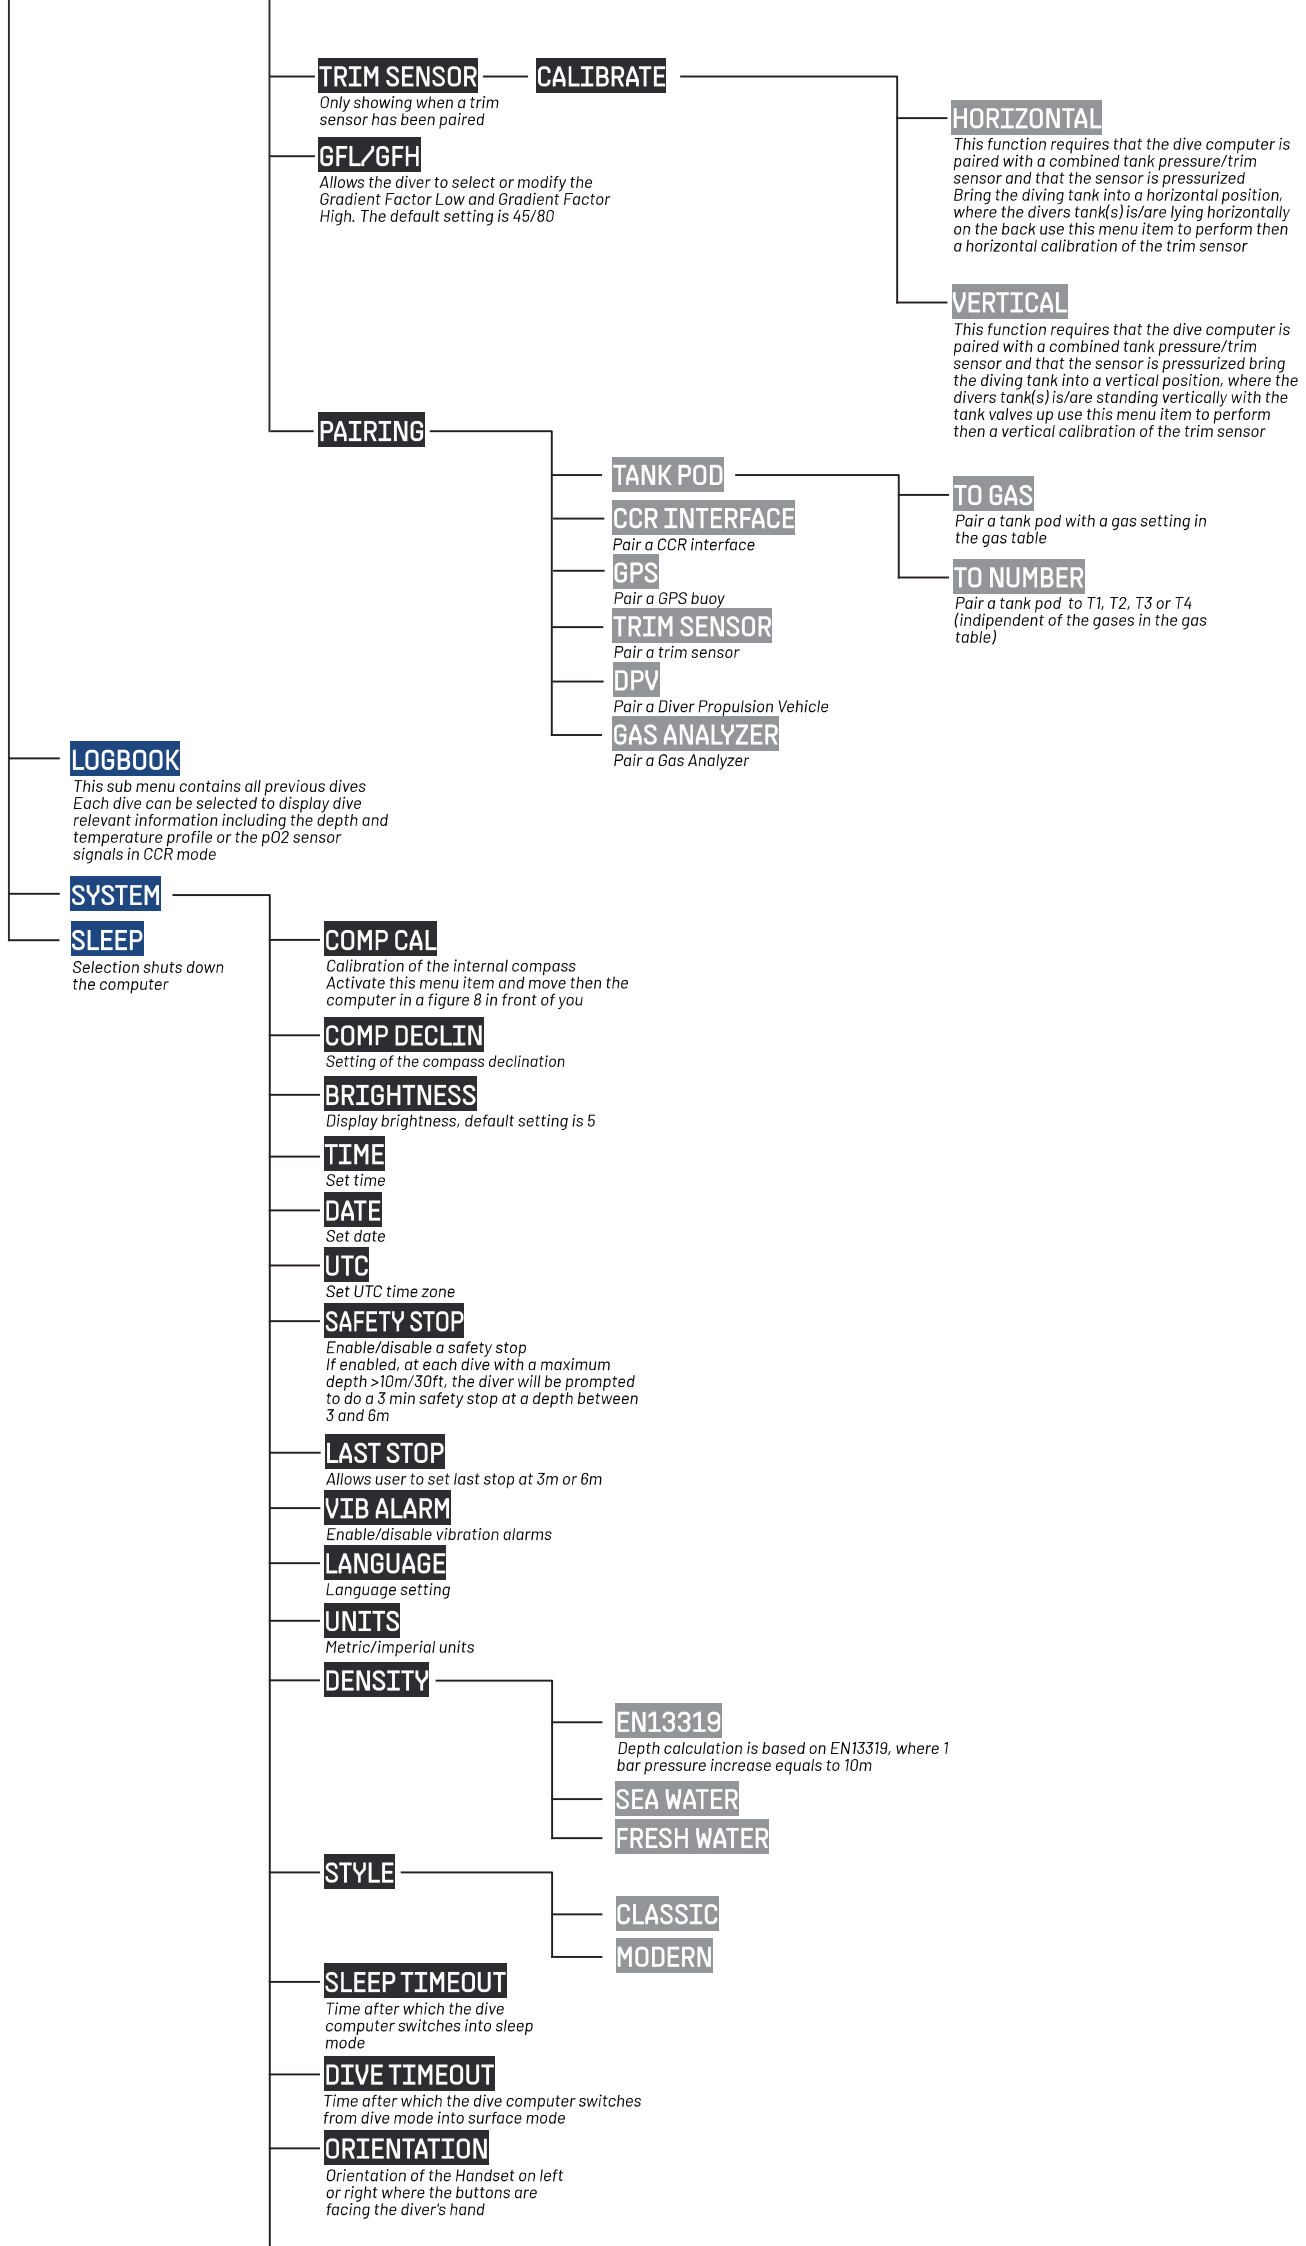 TRIM SENSOR
Only showing when a trim
sensor has been paired
CALIBRATE
HORIZONTAL
This function requires that the dive computer is
paired with a combined tank pressure/trim
sensor and that the sensor is pressurized
Bring the diving tank into a horizontal position,
where the divers tank(s) is/are lying horizontally
on the back use this menu item to perform then
a horizontal calibration of the trim sensor
VERTICAL
This function requires that the dive computer is
paired with a combined tank pressure/trim
sensor and that the sensor is pressurized bring
the diving tank into a vertical position, where the
divers tank(s) is/are standing vertically with the
tank valves up use this menu item to perform
then a vertical calibration of the trim sensor
GFL/GFH
Allows the diver to select or modify the
Gradient Factor Low and Gradient Factor
High. The default setting is 45/80
PAIRING
TANK POD
TO GAS
Pair a tank pod with a gas setting in
the gas table
TO NUMBER
Pair a tank pod  to T1, T2, T3 or T4
(indipendent of the gases in the gas
table)
CCR INTERFACE
Pair a CCR interface
GPS
Pair a GPS buoy
TRIM SENSOR
Pair a trim sensor
DPV
Pair a Diver Propulsion Vehicle
GAS ANALYZER
Pair a Gas Analyzer
LOGBOOK
This sub menu contains all previous dives
Each dive can be selected to display dive
relevant information including the depth and
temperature profile or the pO2 sensor
signals in CCR mode
SYSTEM
SLEEP
Selection shuts down
the computer
COMP CAL
Calibration of the internal compass
Activate this menu item and move then the
computer in a figure 8 in front of you
COMP DECLIN
Setting of the compass declination
BRIGHTNESS
Display brightness, default setting is 5
TIME
Set time
DATE
Set date
UTC
Set UTC time zone
SAFETY STOP
Enable/disable a safety stop
If enabled, at each dive with a maximum
depth >10m/30ft, the diver will be prompted
to do a 3 min safety stop at a depth between
3 and 6m
LAST STOP
Allows user to set last stop at 3m or 6m
VIB ALARM
Enable/disable vibration alarms
LANGUAGE
Language setting
UNITS
Metric/imperial units
DENSITY
EN13319
Depth calculation is based on EN13319, where 1
bar pressure increase equals to 10m
SEA WATER
FRESH WATER
STYLE
CLASSIC
MODERN
SLEEP TIMEOUT
Time after which the dive
computer switches into sleep
mode
DIVE TIMEOUT
Time after which the dive computer switches
from dive mode into surface mode
ORIENTATION
Orientation of the Handset on left
or right where the buttons are
facing the diver's hand